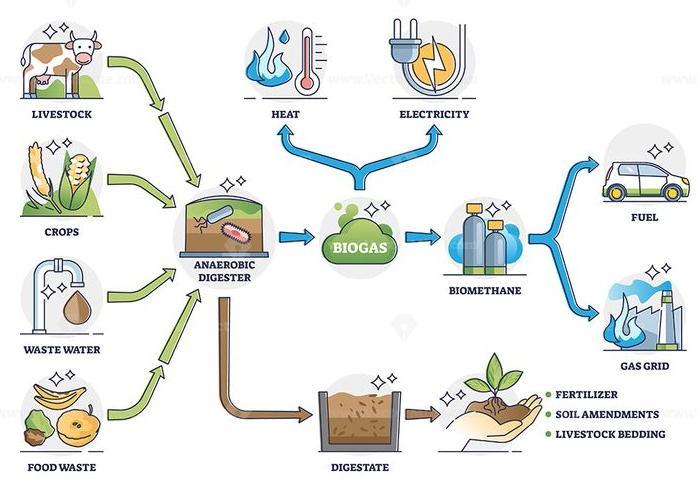 LIVESTOCK
HEAT
ELECTRICITY
CROPS
FUEL
BIOGAS
ANAEROBIC
DIGESTER
BIOMETHANE
WASTE WATER
GAS GRID
FERTILIZER
SOIL AMENDMENTS
LIVESTOCK BEDDING
FOOD WASTE
DIGESTATE